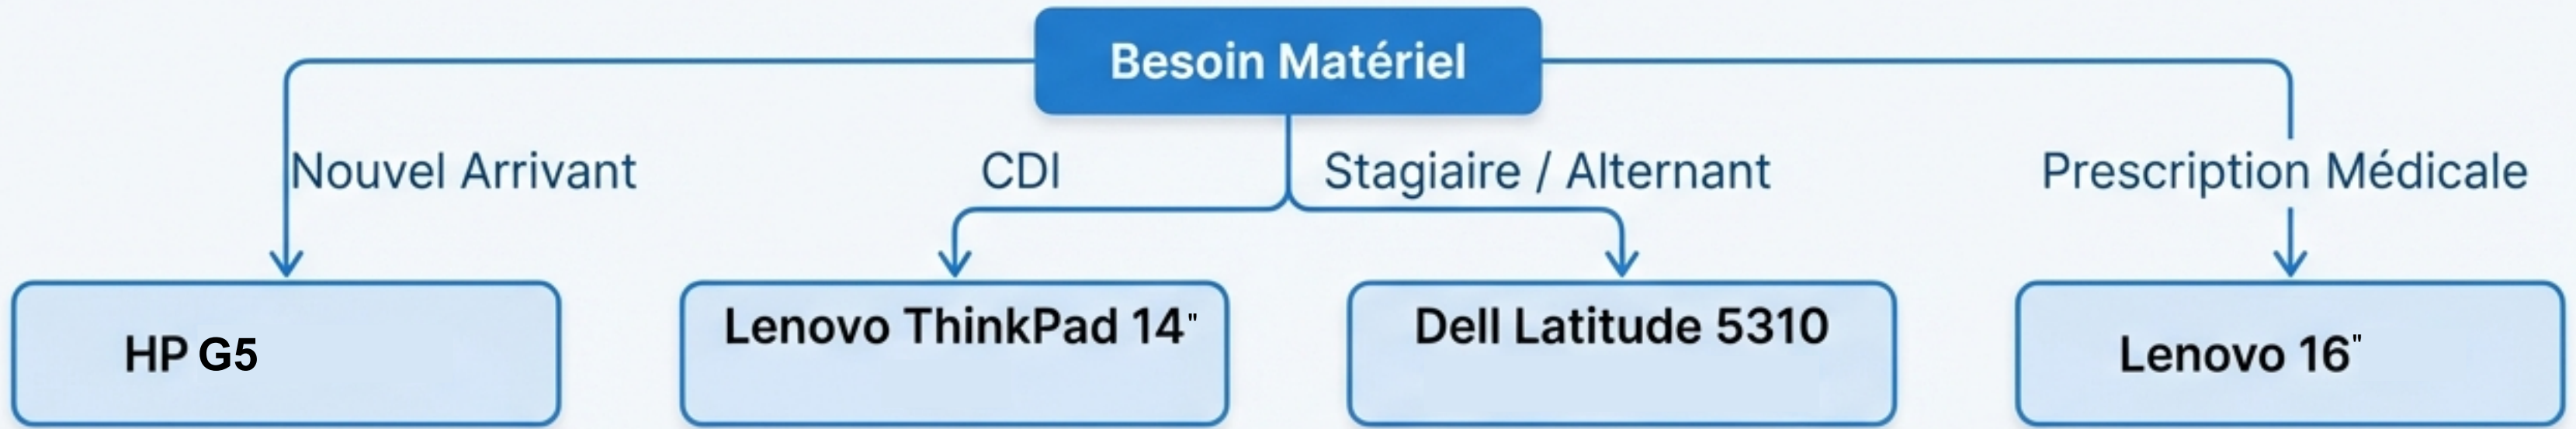 Besoin Matériel
Nouvel Arrivant
CDI
Stagiaire / Alternant
Prescription Médicale
HP G5
Lenovo ThinkPad 14"
Dell Latitude 5310
Lenovo 16"